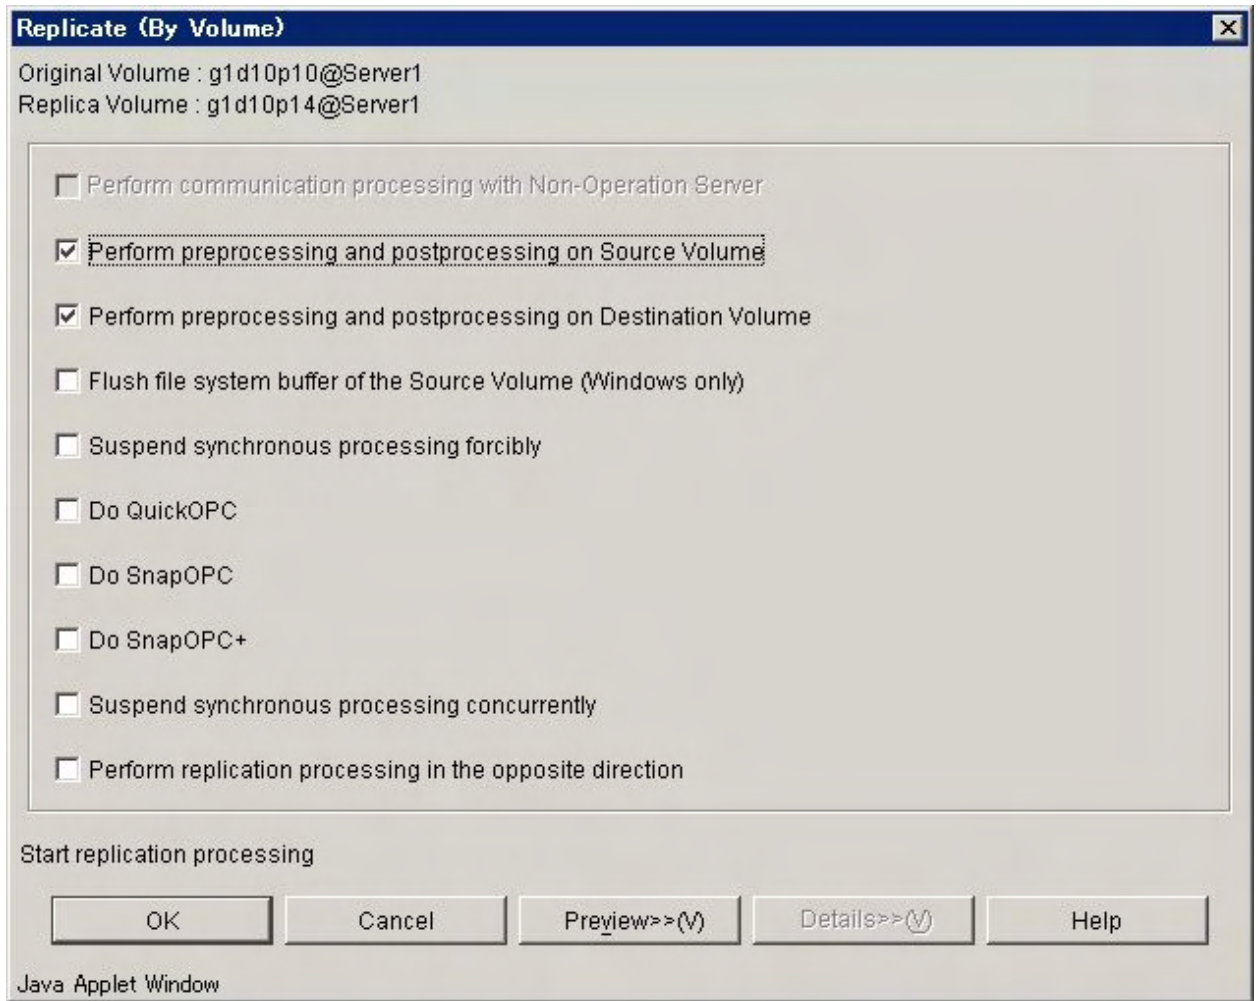 Replicate (By Volume)
Original Volume : g1d10p10@Server1
Replica Volume : g1d10p14@Server1
Perform communication processing with Non-Operation Server
Perform preprocessing and postprocessing on Source Volume
Perform preprocessing and postprocessing on Destination Volume
Flush file system buffer of the Source Volume (Windows only)
Suspend synchronous processing forcibly
Do QuickOPC
Do SnapOPC
Do SnapOPC+
Suspend synchronous processing concurrently
Perform replication processing in the opposite direction
Start replication processing
OK Cancel Preview>>(V) Details>>(V) Help
Java Applet Window